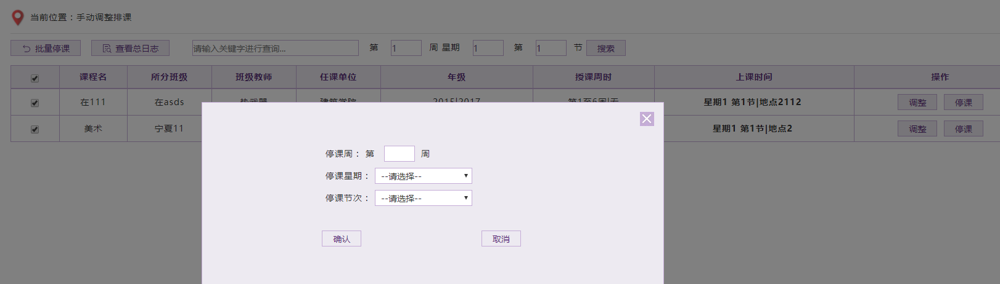 当前位置：手动调整排课
批量停课 查看总日志 请输入关键字进行查询... 第 1 周 星期 1 第 1 节 搜索
课程名 所分班级 班级教师 任课单位 年级 授课周时 上课时间 操作
在111 在asds 热武器 建筑学院 2015|2017 第1至6周|无 星期1 第1节|地点2112 调整 停课
美术 宁夏11 星期1 第1节|地点2 调整 停课
停课周： 第 周
停课星期： --请选择--
停课节次： --请选择--
确认 取消